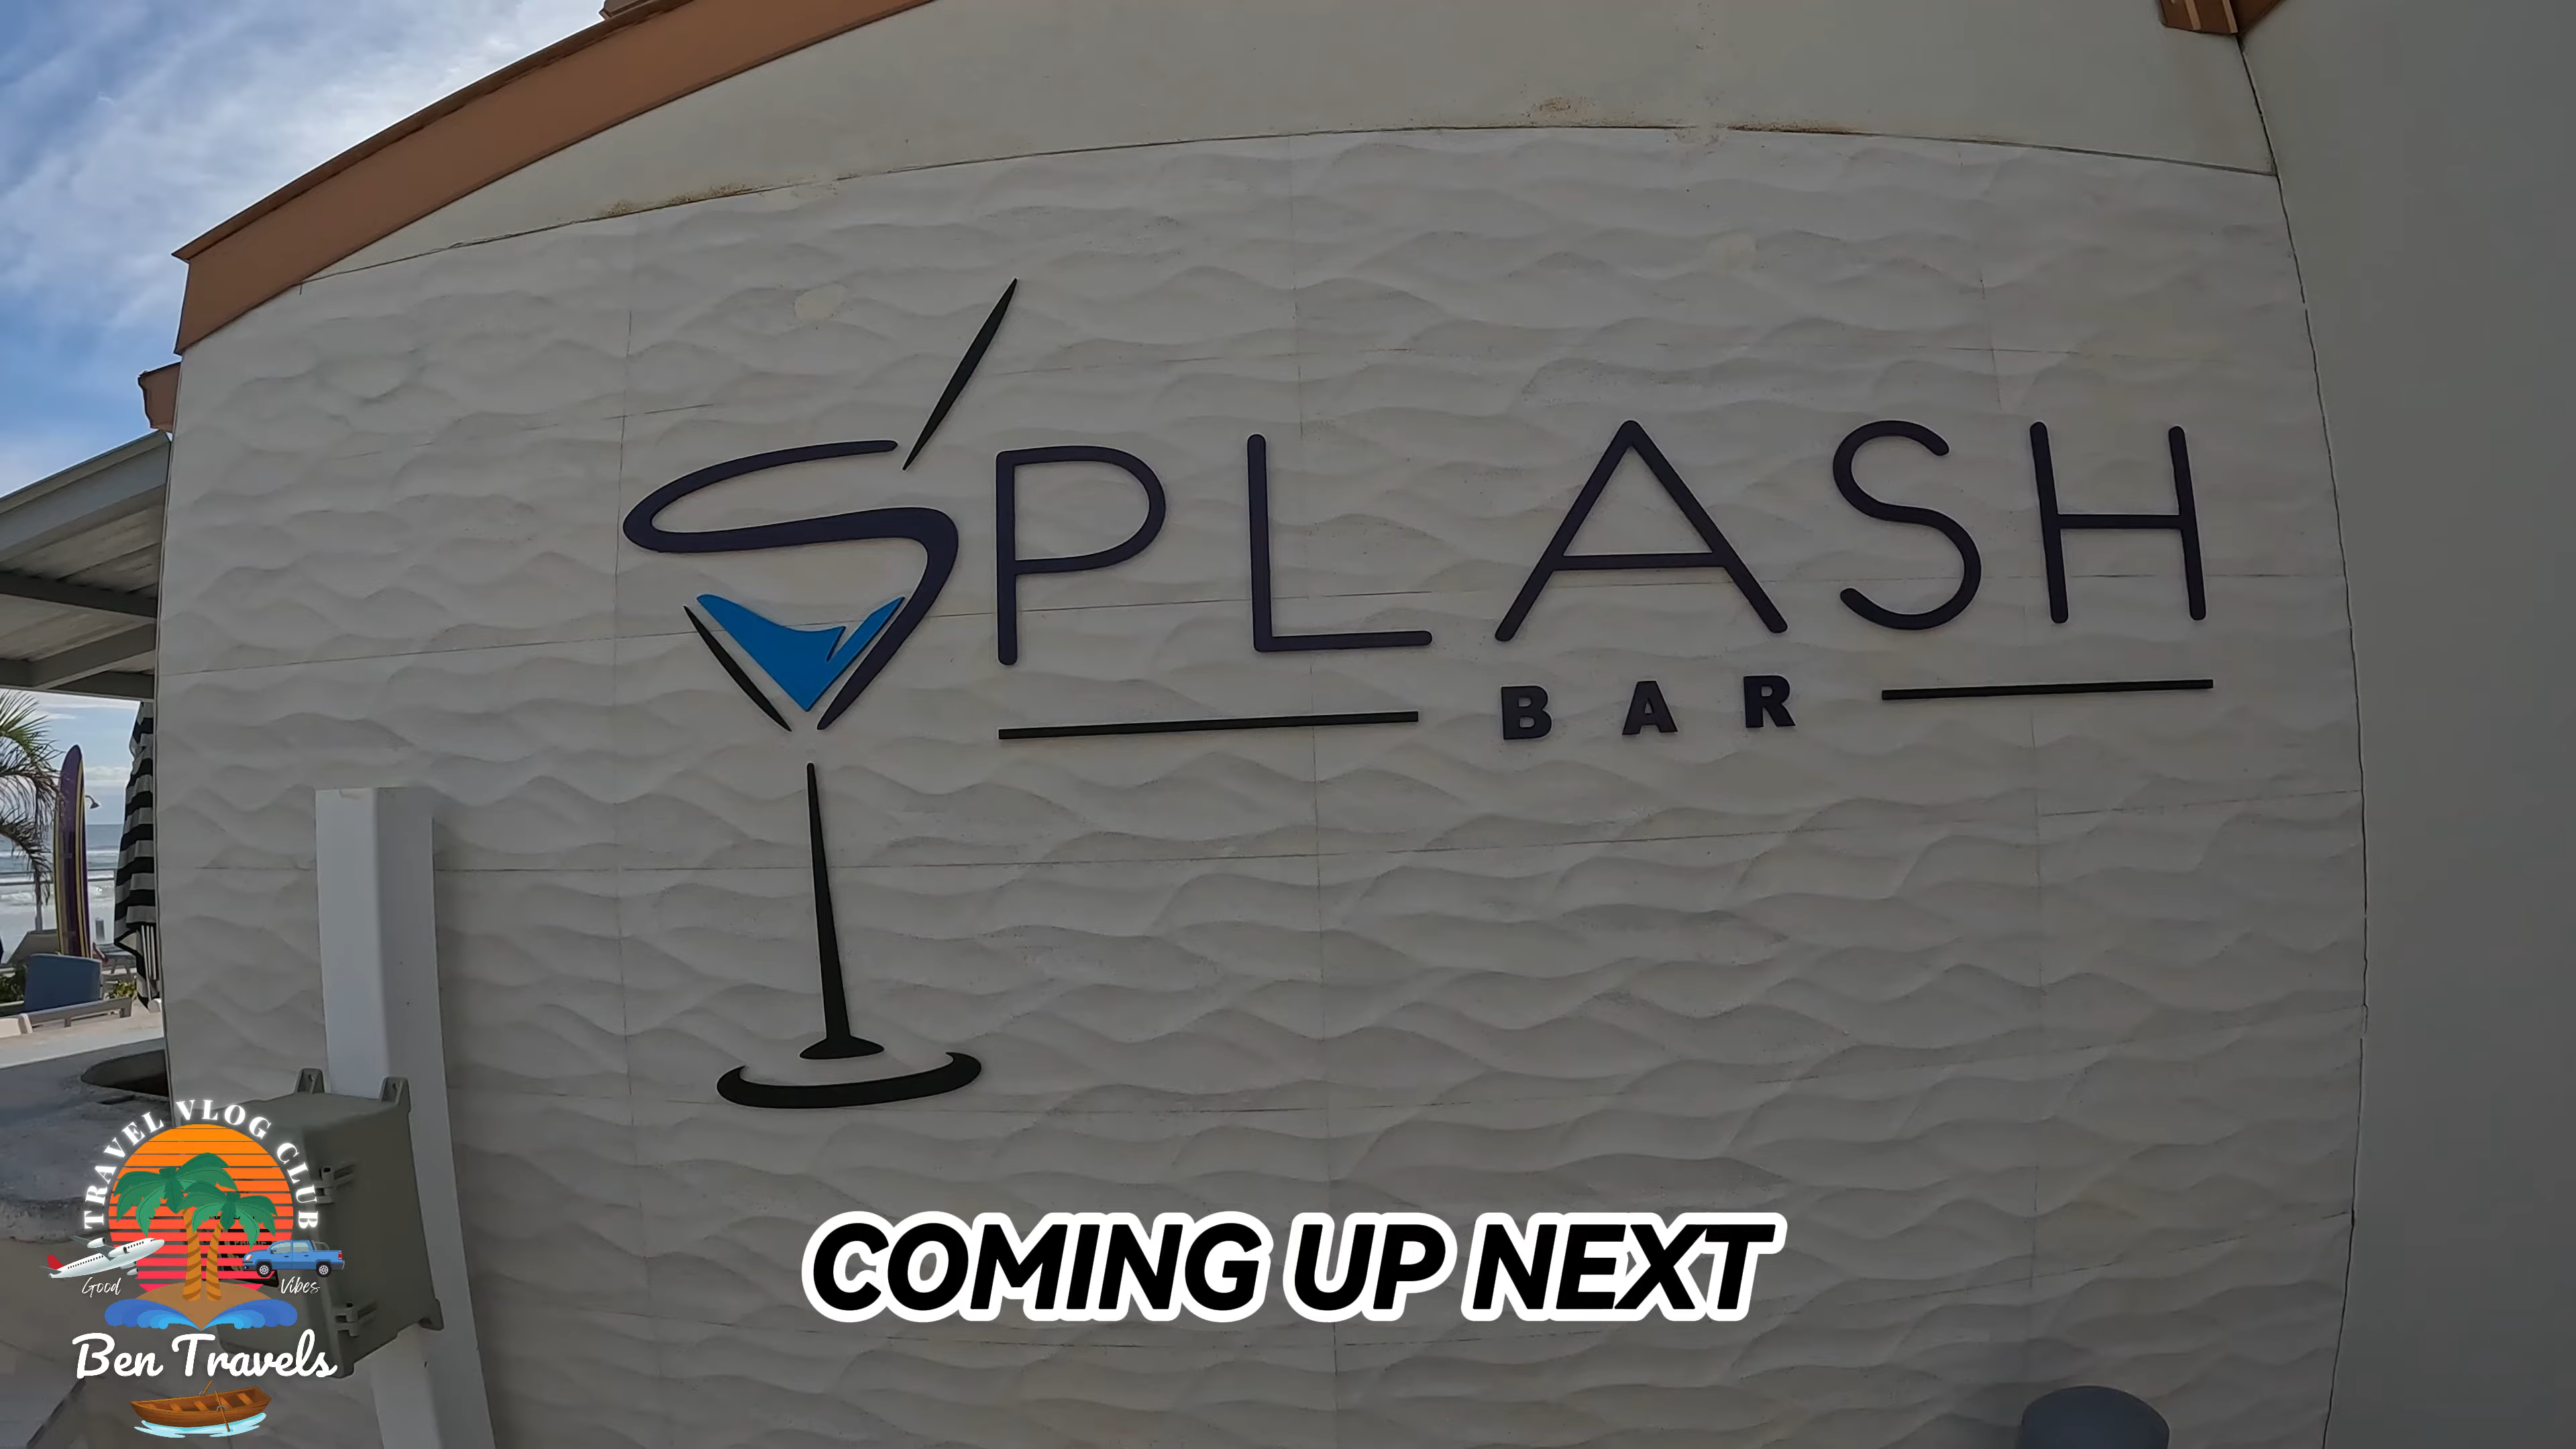 SPLASH
BAR
COMING UP NEXT
TRAVEL VLOG CLUB
Good Vibes
Ben Travels